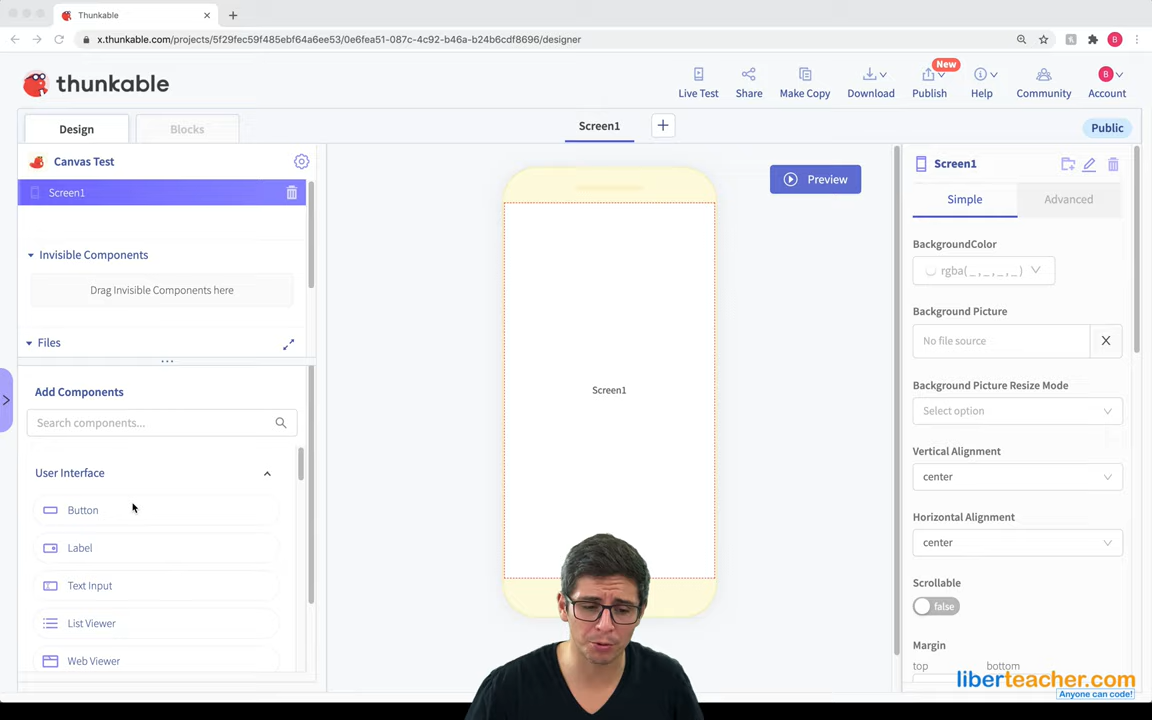 Thunkable
x.thunkable.com/projects/5f29fec59f485ebf64a6ee53/0e6fea51-087c-4c92-b46a-b24b6cdf8696/designer
B
thunkable
Live Test
Share
Make Copy
Download
New
Publish
Help
Community
B
Account
Design
Blocks
Screen1
Public
Canvas Test
Screen1
Invisible Components
Drag Invisible Components here
Files
Add Components
Search components...
User Interface
Button
Label
Text Input
List Viewer
Web Viewer
Preview
Screen1
Screen1
Simple
Advanced
BackgroundColor
rgba(_,_,_,_)
Background Picture
No file source
X
Background Picture Resize Mode
Select option
Vertical Alignment
center
Horizontal Alignment
center
Scrollable
false
Margin
top bottom
liberteacher.com
Anyone can code!